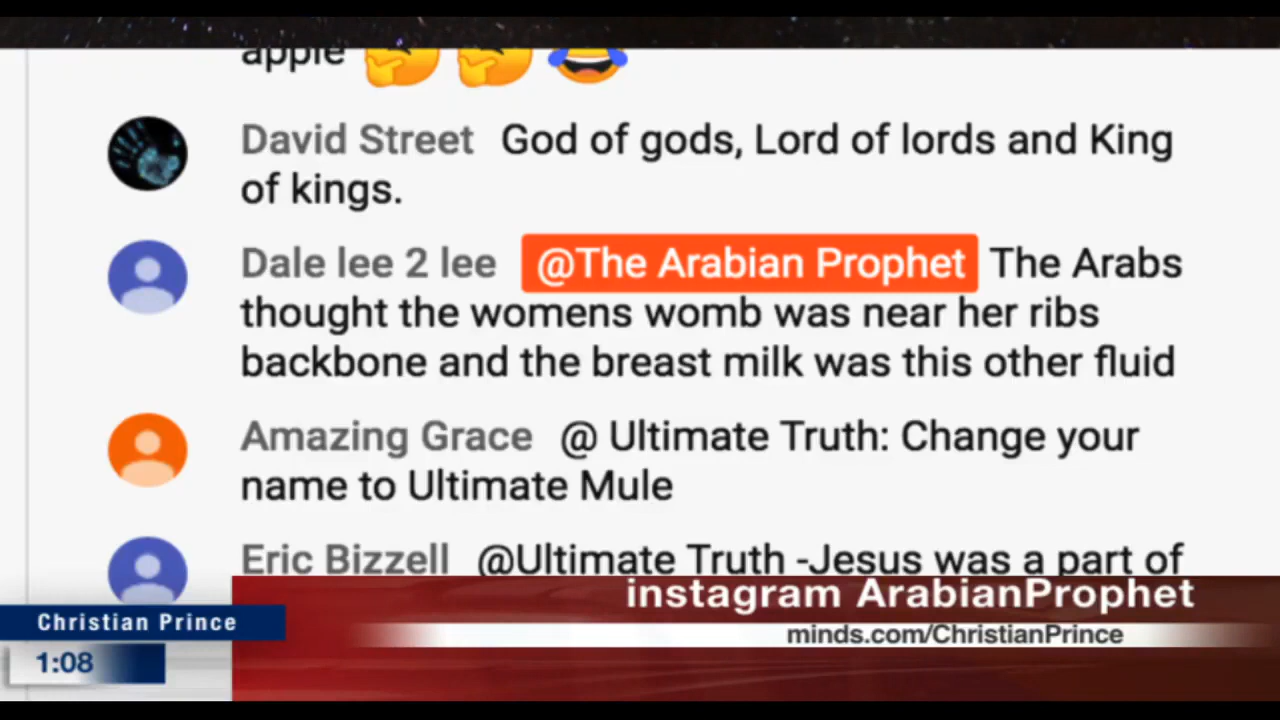 apple
David Street God of gods, Lord of lords and King
of kings.
Dale lee 2 lee @The Arabian Prophet The Arabs
thought the womens womb was near her ribs
backbone and the breast milk was this other fluid
Amazing Grace @ Ultimate Truth: Change your
name to Ultimate Mule
Eric Bizzell @Ultimate Truth -Jesus was a part of
instagram ArabianProphet
Christian Prince
minds.com/ChristianPrince
1:08